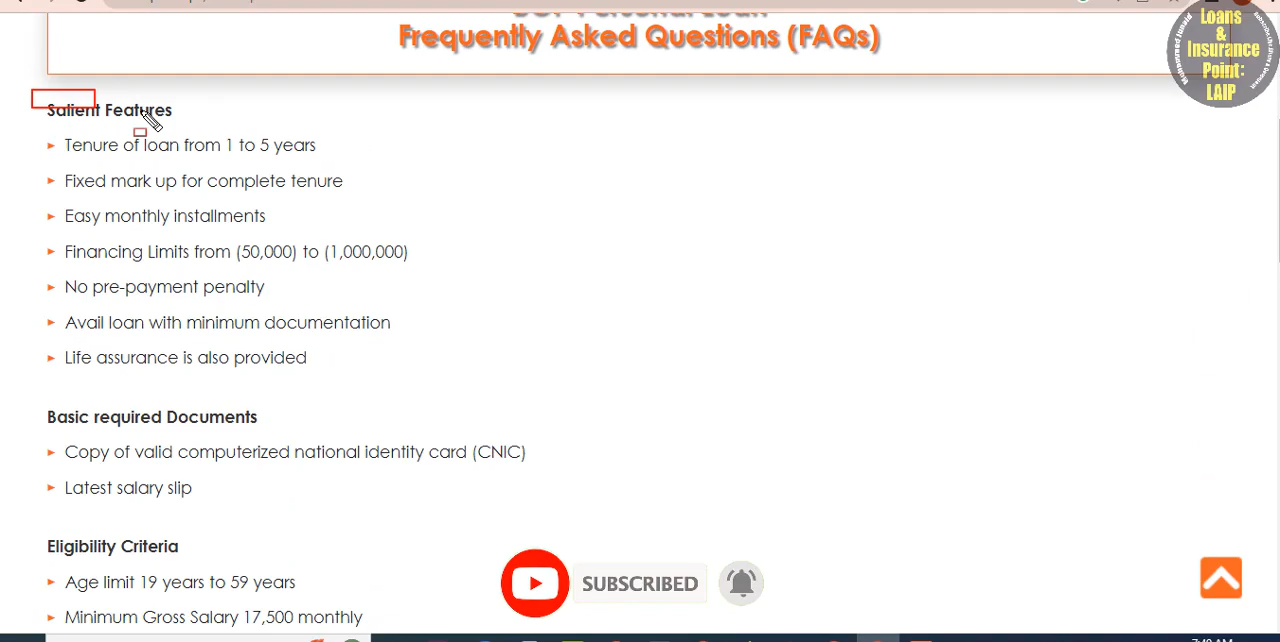 Personal Loan
Frequently Asked Questions (FAQs)
Loans
&
Insurance
Point:
LAIP
Salient Features
Tenure of loan from 1 to 5 years
Fixed mark up for complete tenure
Easy monthly installments
Financing Limits from (50,000) to (1,000,000)
No pre-payment penalty
Avail loan with minimum documentation
Life assurance is also provided
Basic required Documents
Copy of valid computerized national identity card (CNIC)
Latest salary slip
Eligibility Criteria
Age limit 19 years to 59 years
Minimum Gross Salary 17,500 monthly
SUBSCRIBED